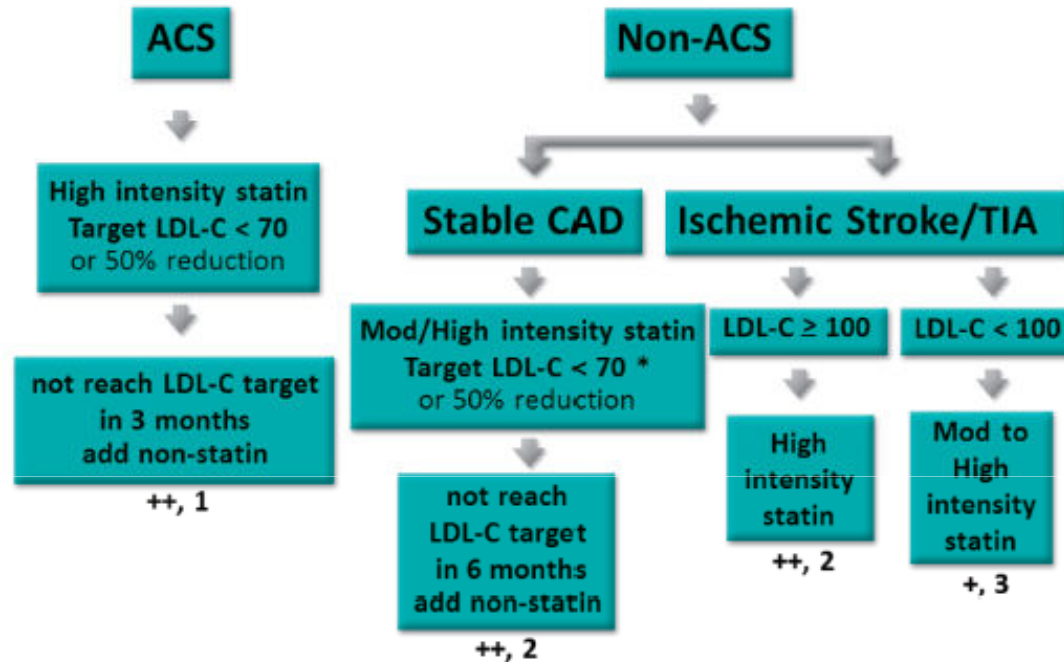 ACS
High intensity statin
Target LDL-C < 70
or 50% reduction
not reach LDL-C target
in 3 months
add non-statin
++, 1
Non-ACS
Stable CAD
Mod/High intensity statin
Target LDL-C < 70 *
or 50% reduction
not reach
LDL-C target
in 6 months
add non-statin
++, 2
Ischemic Stroke/TIA
LDL-C ≥ 100
High
intensity
statin
++, 2
LDL-C < 100
Mod to
High
intensity
statin
+, 3